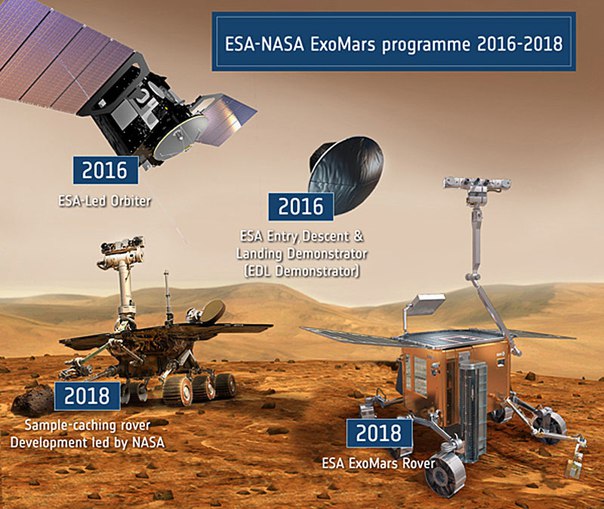 ESA-NASA ExoMars programme 2016-2018
2016
ESA-Led Orbiter
2016
ESA Entry Descent &
Landing Demonstrator
(EDL Demonstrator)
2018
Sample-caching rover
Development led by NASA
2018
ESA ExoMars Rover